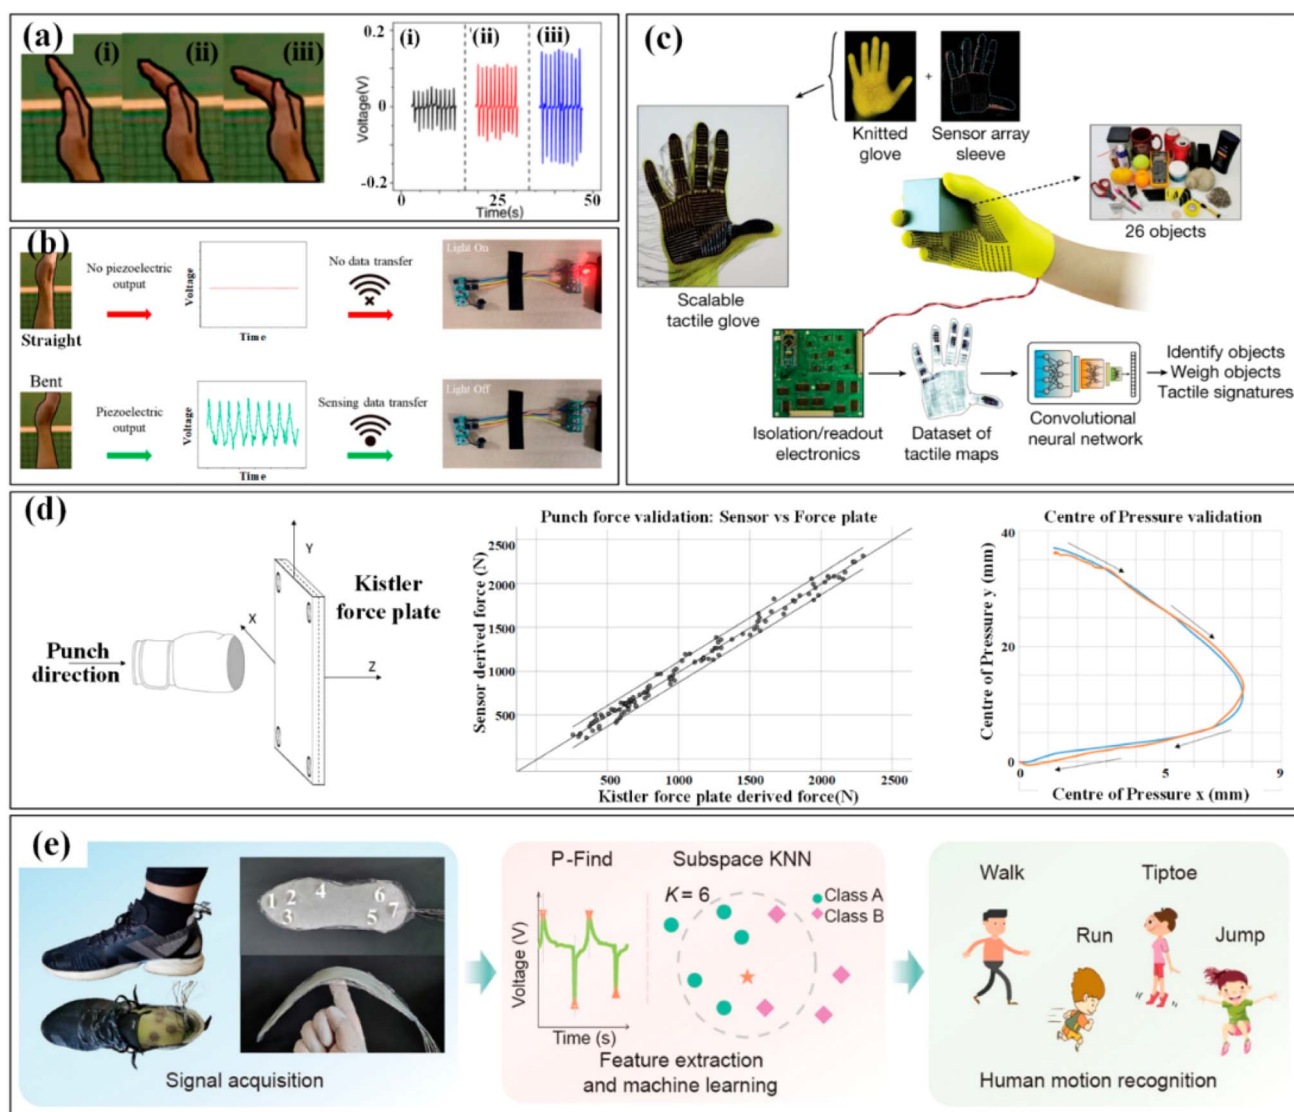 (a)
(i)
(ii)
(iii)
0.2
0
-0.2
Voltage(V)
(i)
(ii)
(iii)
0
25
50
Time(s)
(b)
No piezoelectric
output
Voltage
Time
No data transfer
Light On
Straight
Bent
Piezoelectric
output
Voltage
Time
Sensing data transfer
Light Off
(c)
Knitted
glove
+
Sensor array
sleeve
Scalable
tactile glove
26 objects
Isolation/readout
electronics
Dataset of
tactile maps
Convolutional
neural network
Identify objects
Weigh objects
Tactile signatures
(d)
Punch
direction
X
Y
Z
Kistler
force plate
Punch force validation: Sensor vs Force plate
Sensor derived force (N)
2500
2000
1500
1000
500
500
1000
1500
2000
2500
Kistler force plate derived force(N)
Centre of Pressure validation
Centre of Pressure y (mm)
40
20
0
0
5
9
Centre of Pressure x (mm)
(e)
1
2
3
4
5
6
7
Signal acquisition
P-Find
Voltage (V)
Time (s)
Subspace KNN
K = 6
Class A
Class B
Feature extraction
and machine learning
Walk
Run
Tiptoe
Jump
Human motion recognition